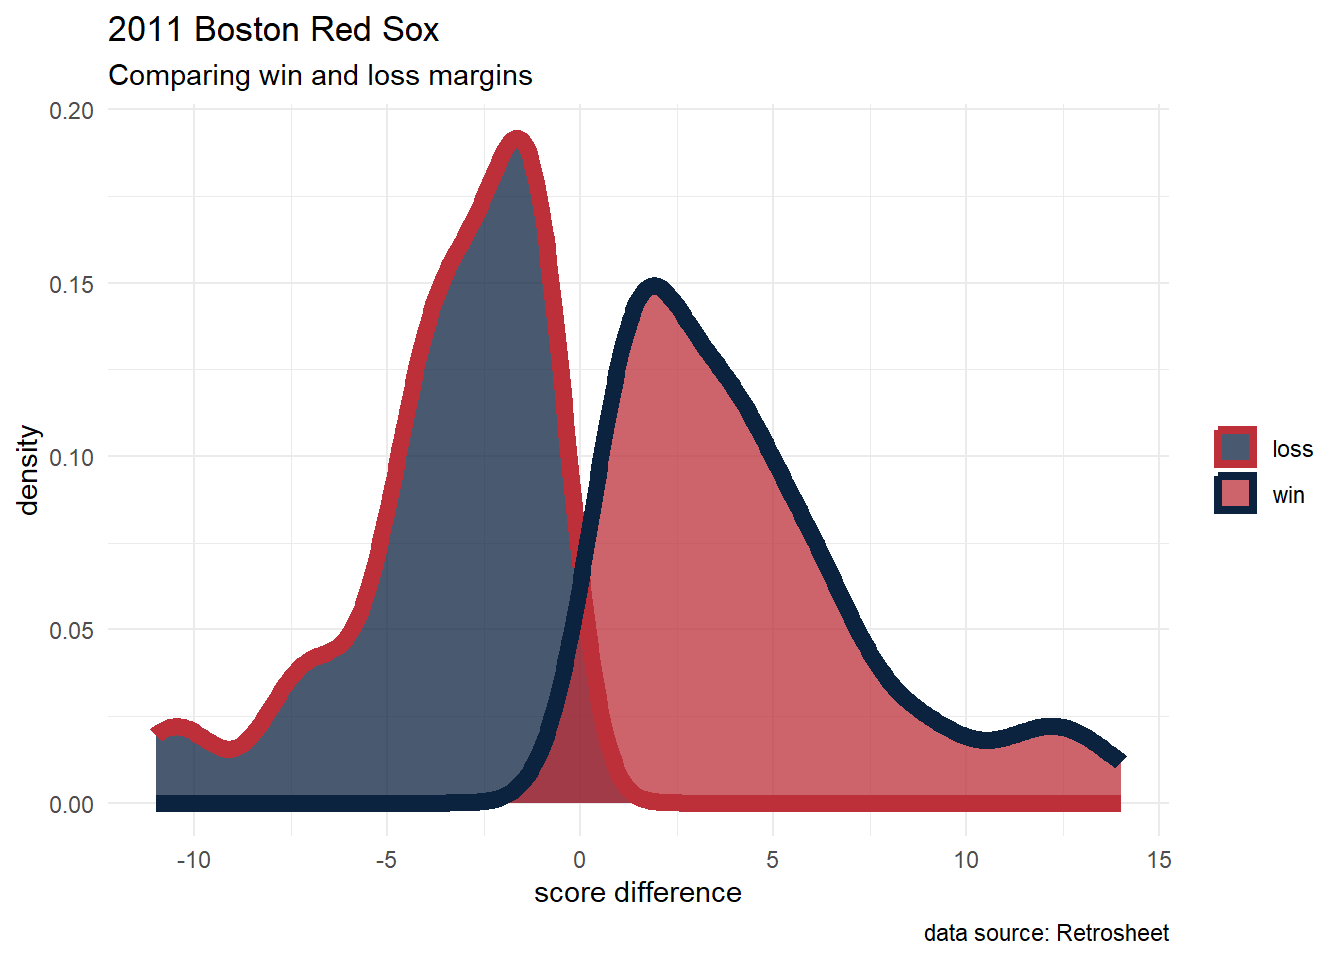 2011 Boston Red Sox
Comparing win and loss margins
0.20
0.15
0.10
0.05
0.00
density
-10 -5 0 5 10 15
score difference
loss
win
data source: Retrosheet